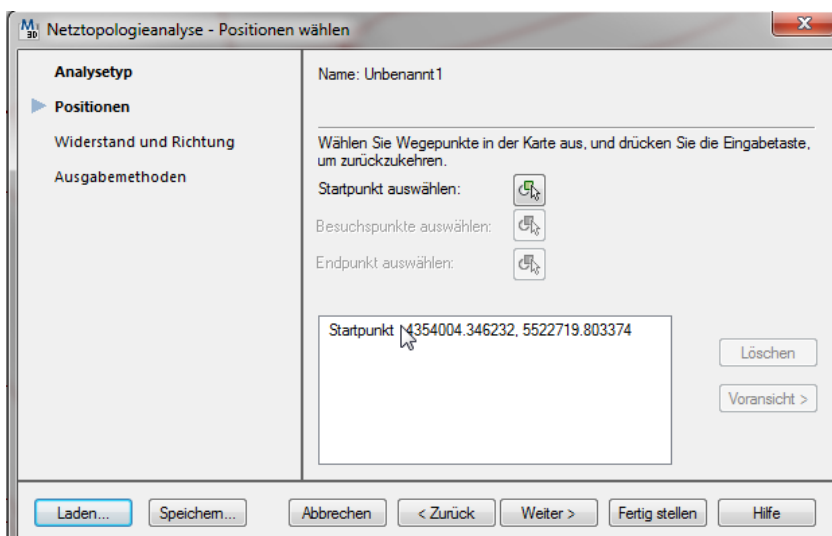 M 3D Netztopologieanalyse - Positionen wählen
Analysetyp
Positionen
Widerstand und Richtung
Ausgabemethoden
Name: Unbenannt1
Wählen Sie Wegepunkte in der Karte aus, und drücken Sie die Eingabetaste,
um zurückzukehren.
Startpunkt auswählen:
Besuchspunkte auswählen:
Endpunkt auswählen:
Startpunkt 4354004.346232, 5522719.803374
Löschen
Voransicht >
Laden...
Speichern...
Abbrechen
< Zurück
Weiter >
Fertig stellen
Hilfe